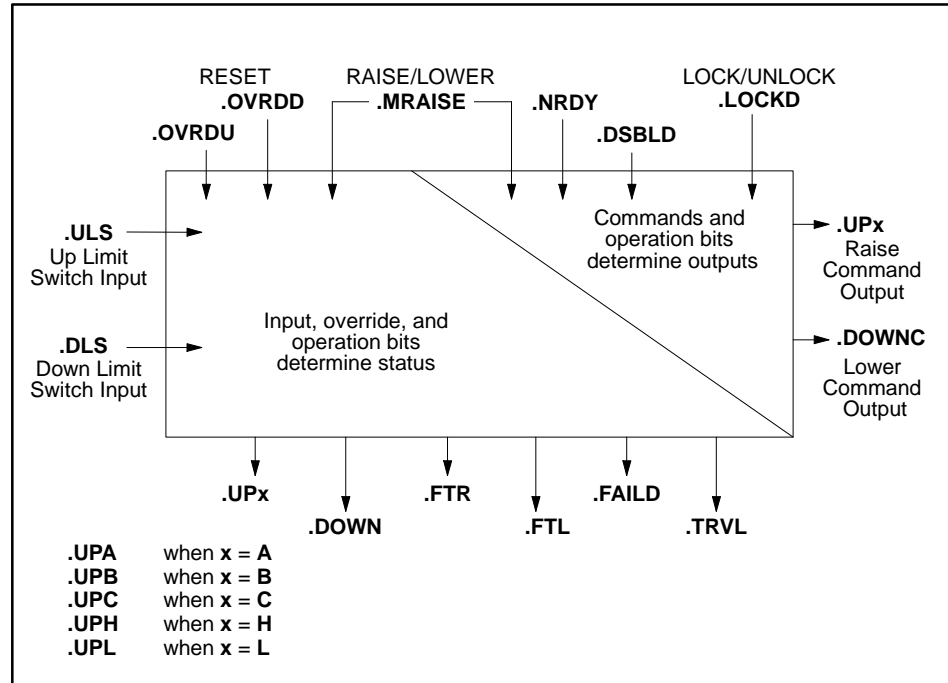 RESET RAISE/LOWER LOCK/UNLOCK
.OVRDD .MRAISE .NRDY .LOCKD
.OVRDU .DSBLD
Commands and
operation bits
determine outputs
.ULS
Up Limit
Switch Input
.UPx
Raise
Command
Output
Input, override, and
operation bits
determine status
.DLS
Down Limit
Switch Input
.DOWNC
Lower
Command
Output
.UPx .FTR .FAILD
.DOWN .FTL .TRVL
.UPA when x = A
.UPB when x = B
.UPC when x = C
.UPH when x = H
.UPL when x = L